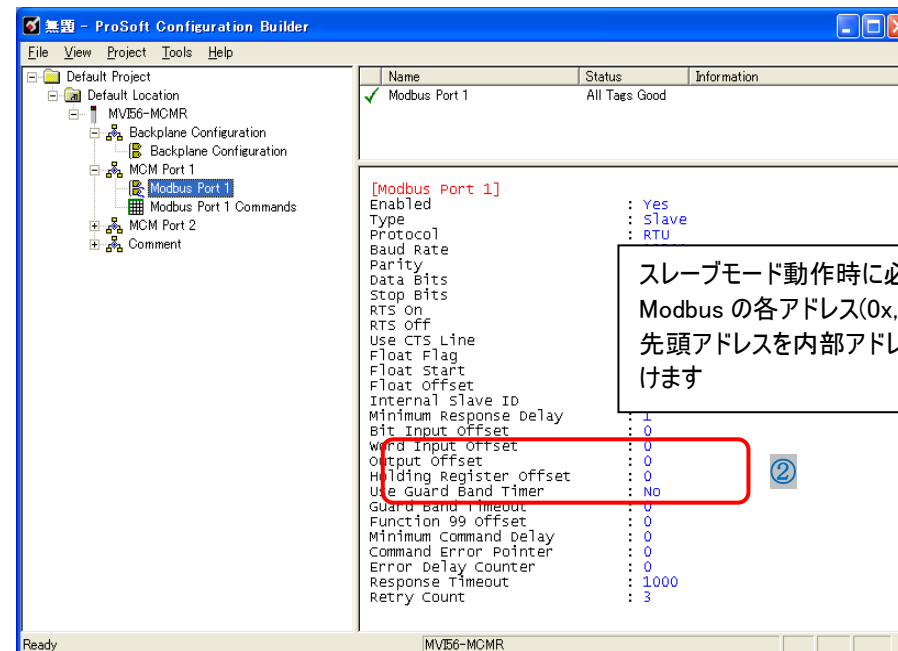 無題 - ProSoft Configuration Builder
File View Project Tools Help
Default Project
Default Location
MVI56-MCMR
Backplane Configuration
Backplane Configuration
MCM Port 1
Modbus Port 1
Modbus Port 1 Commands
MCM Port 2
Comment
Name Status Information
Modbus Port 1 All Tags Good
[Modbus Port 1]
Enabled : Yes
Type : Slave
Protocol : RTU
Baud Rate
Parity
Data Bits
Stop Bits
RTS On
RTS Off
Use CTS Line
Float Flag
Float Start
Float Offset
Internal Slave ID
Minimum Response Delay : 1
Bit Input Offset : 0
Word Input Offset : 0
Output Offset : 0
Holding Register Offset : 0
Use Guard Band Timer : No
Guard Band Timeout : 0
Function 99 Offset : 0
Minimum Command Delay : 0
Command Error Pointer : 0
Error Delay Counter : 0
Response Timeout : 1000
Retry Count : 3
スレーブモード動作時に必
Modbus の各アドレス(0x,
先頭アドレスを内部アドレ
けます
②
Ready MVI56-MCMR